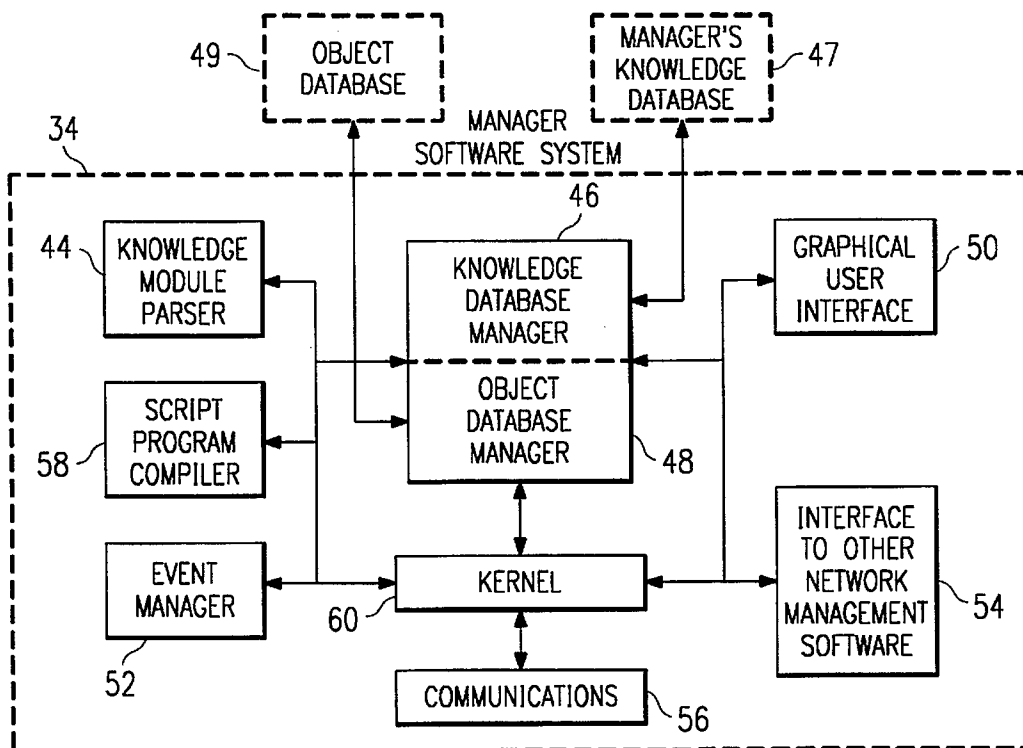 49
OBJECT
DATABASE
MANAGER'S
KNOWLEDGE
DATABASE
47
34
MANAGER
SOFTWARE SYSTEM
44
KNOWLEDGE
MODULE
PARSER
46
KNOWLEDGE
DATABASE
MANAGER
GRAPHICAL
USER
INTERFACE
50
58
SCRIPT
PROGRAM
COMPILER
OBJECT
DATABASE
MANAGER
48
EVENT
MANAGER
52
KERNEL
60
INTERFACE
TO OTHER
NETWORK
MANAGEMENT
SOFTWARE
54
COMMUNICATIONS
56